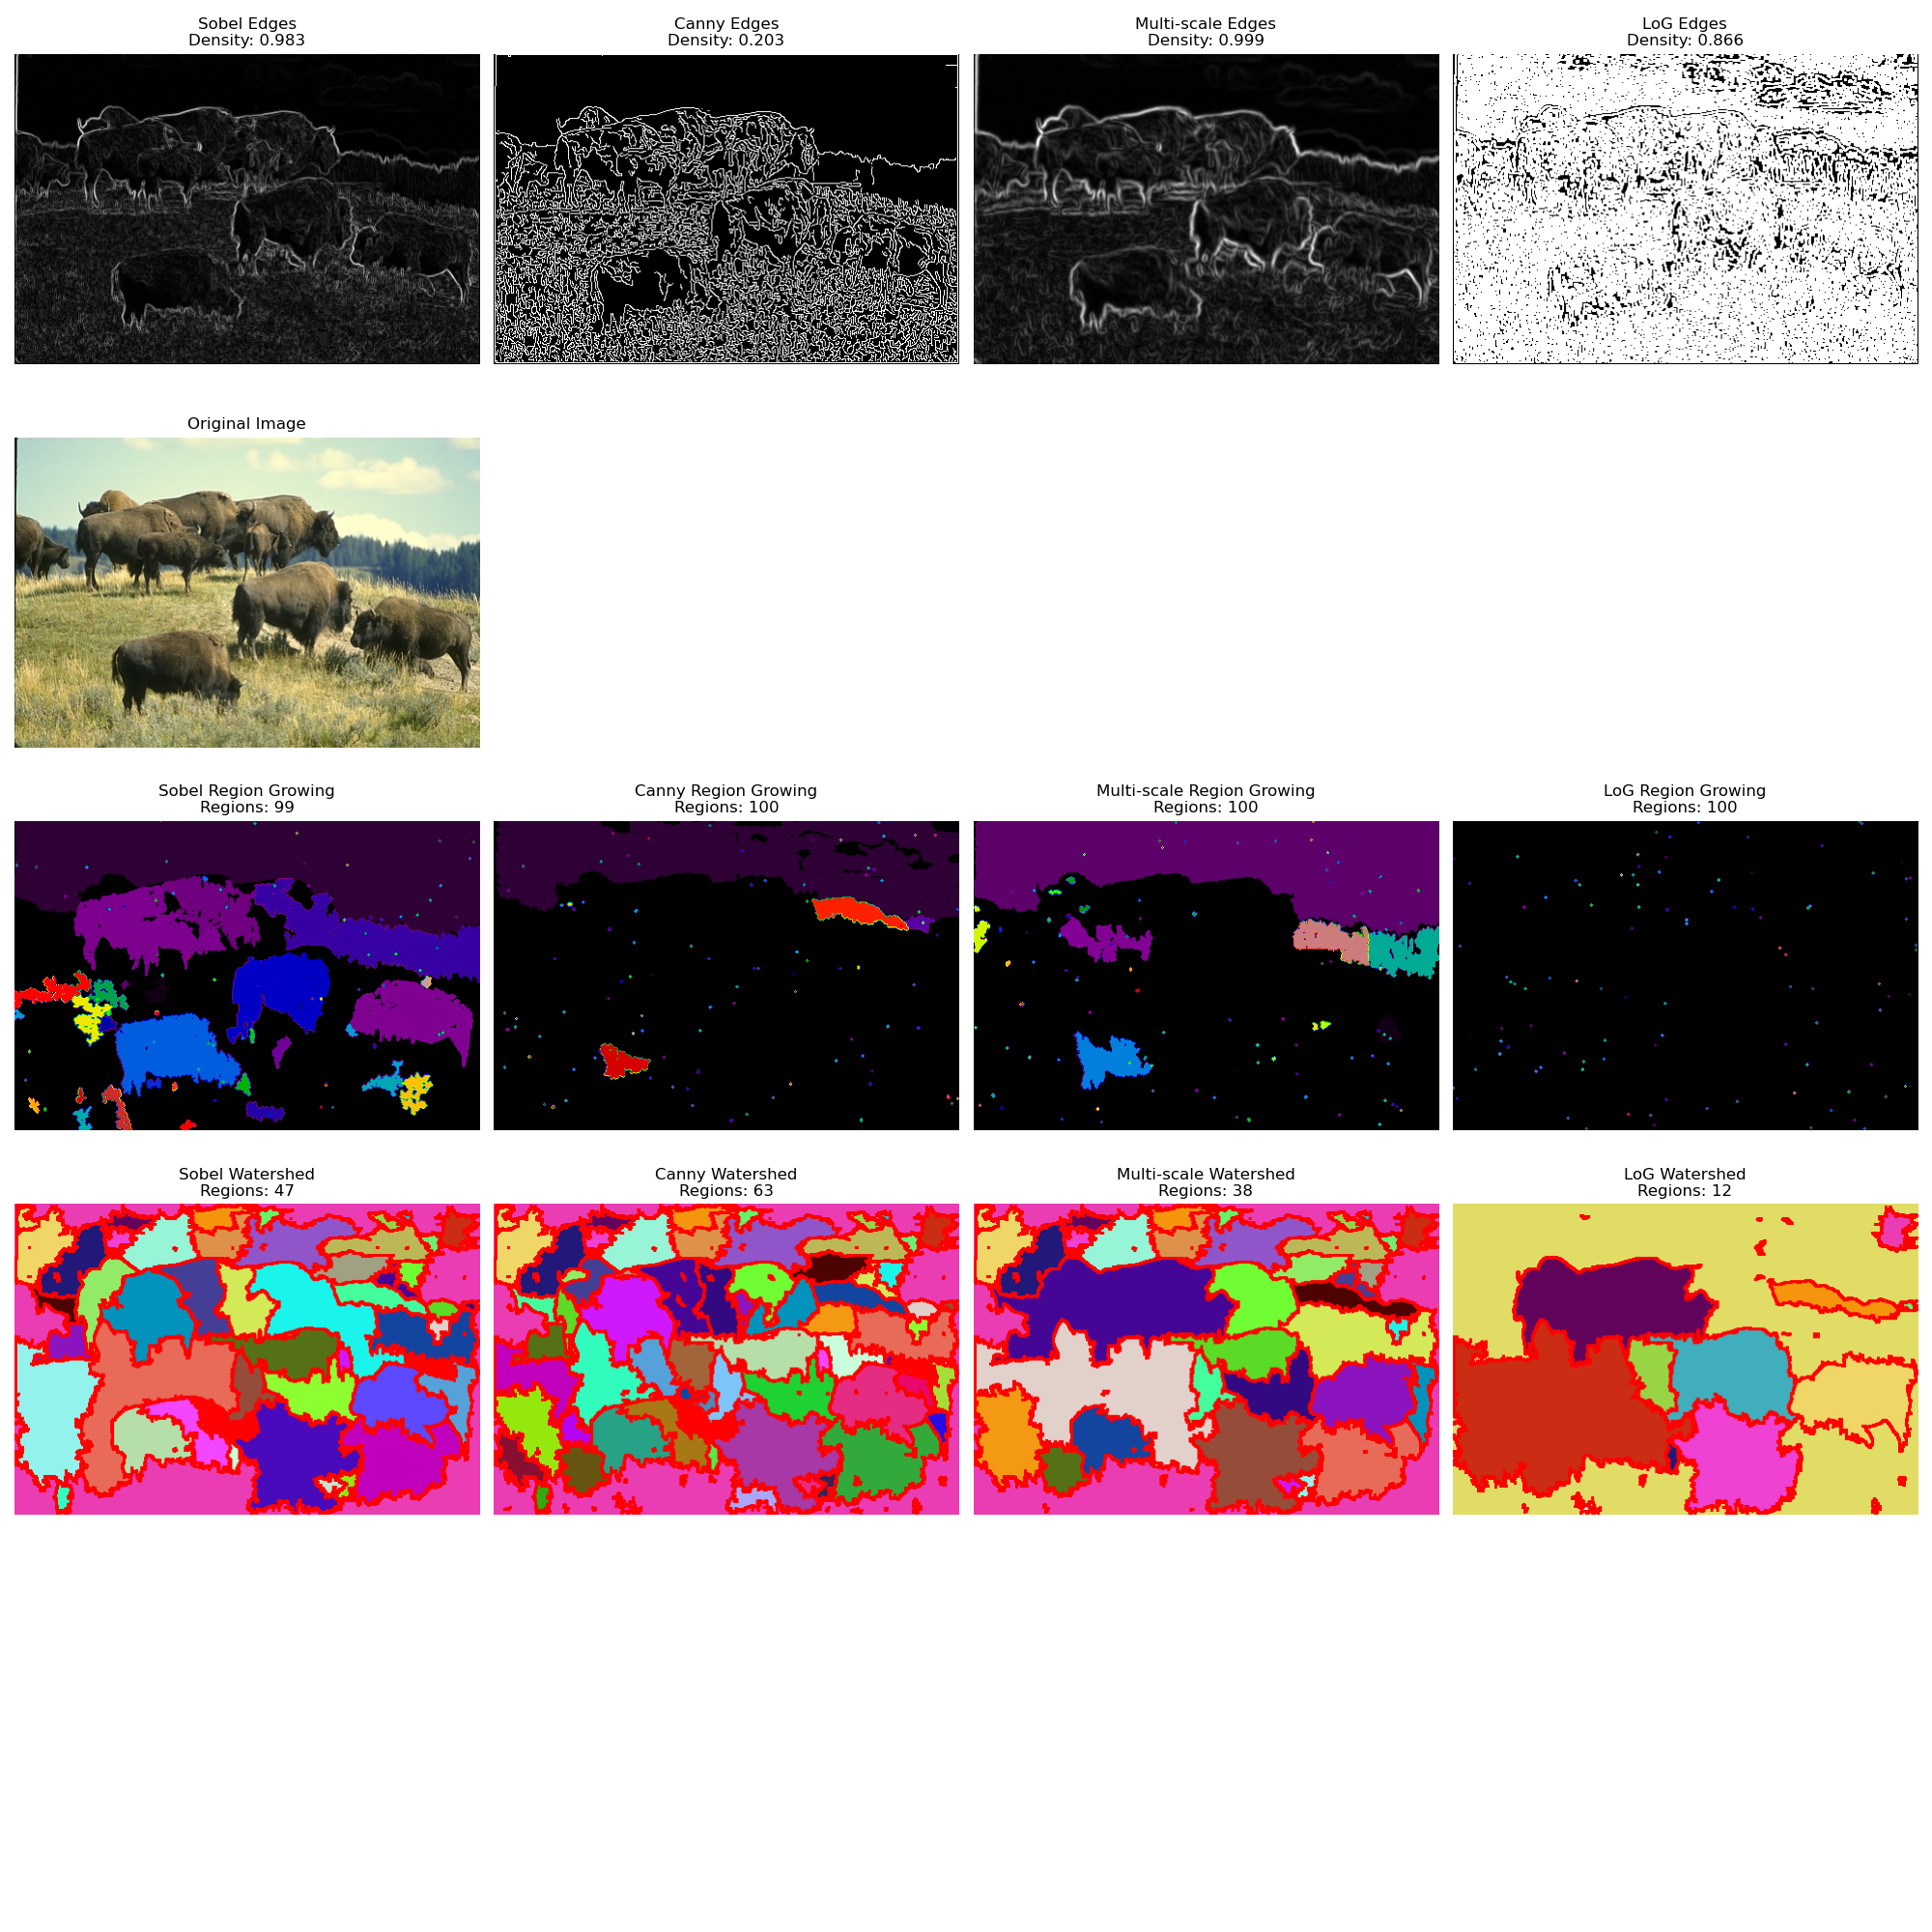 Sobel Edges
Density: 0.983
Canny Edges
Density: 0.203
Multi-scale Edges
Density: 0.999
LoG Edges
Density: 0.866
Original Image
Sobel Region Growing
Regions: 99
Canny Region Growing
Regions: 100
Multi-scale Region Growing
Regions: 100
LoG Region Growing
Regions: 100
Sobel Watershed
Regions: 47
Canny Watershed
Regions: 63
Multi-scale Watershed
Regions: 38
LoG Watershed
Regions: 12